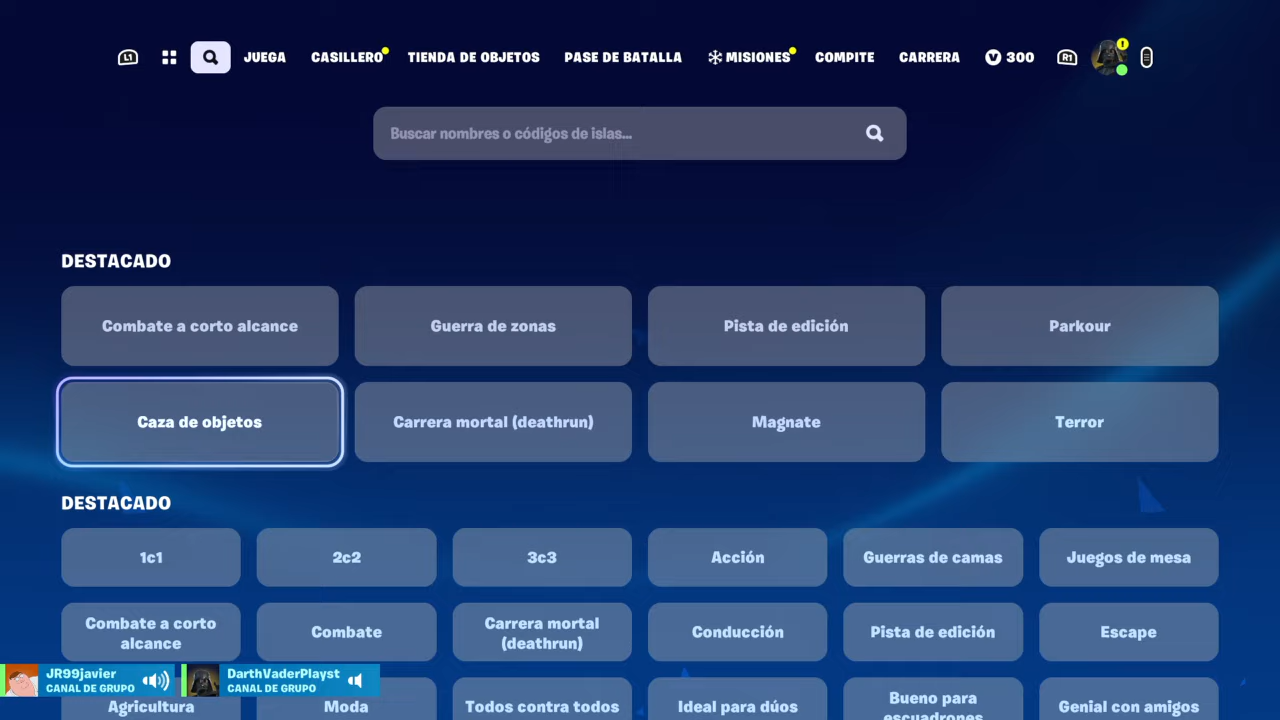 L1 JUEGA CASILLERO TIENDA DE OBJETOS PASE DE BATALLA MISIONES COMPITE CARRERA V 300 R1 !
Buscar nombres o códigos de islas...
DESTACADO
Combate a corto alcance Guerra de zonas Pista de edición Parkour
Caza de objetos Carrera mortal (deathrun) Magnate Terror
DESTACADO
1c1 2c2 3c3 Acción Guerras de camas Juegos de mesa
Combate a corto
alcance
Combate
Carrera mortal
(deathrun)
Conducción Pista de edición Escape
JR99javier
CANAL DE GRUPO
DarthVaderPlayst
CANAL DE GRUPO
Agricultura Moda Todos contra todos Ideal para dúos
Bueno para
escuadrones
Genial con amigos